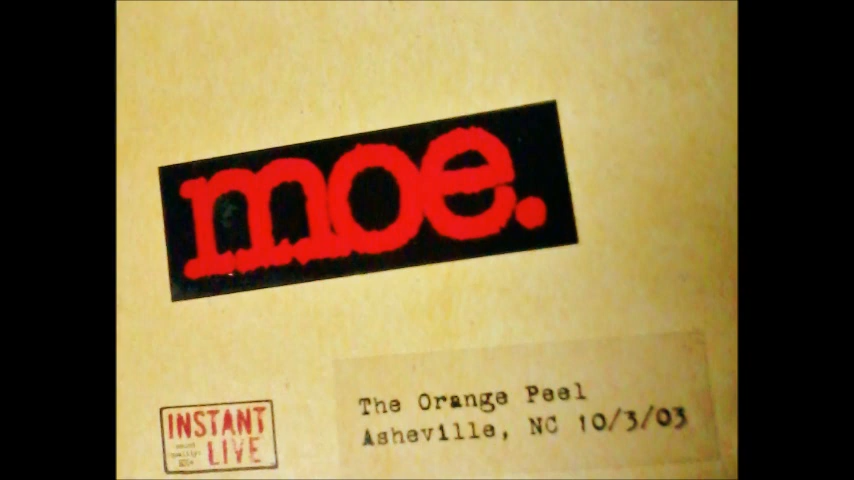 moe.
The Orange Peel
Asheville, NC 10/3/03
INSTANT
LIVE